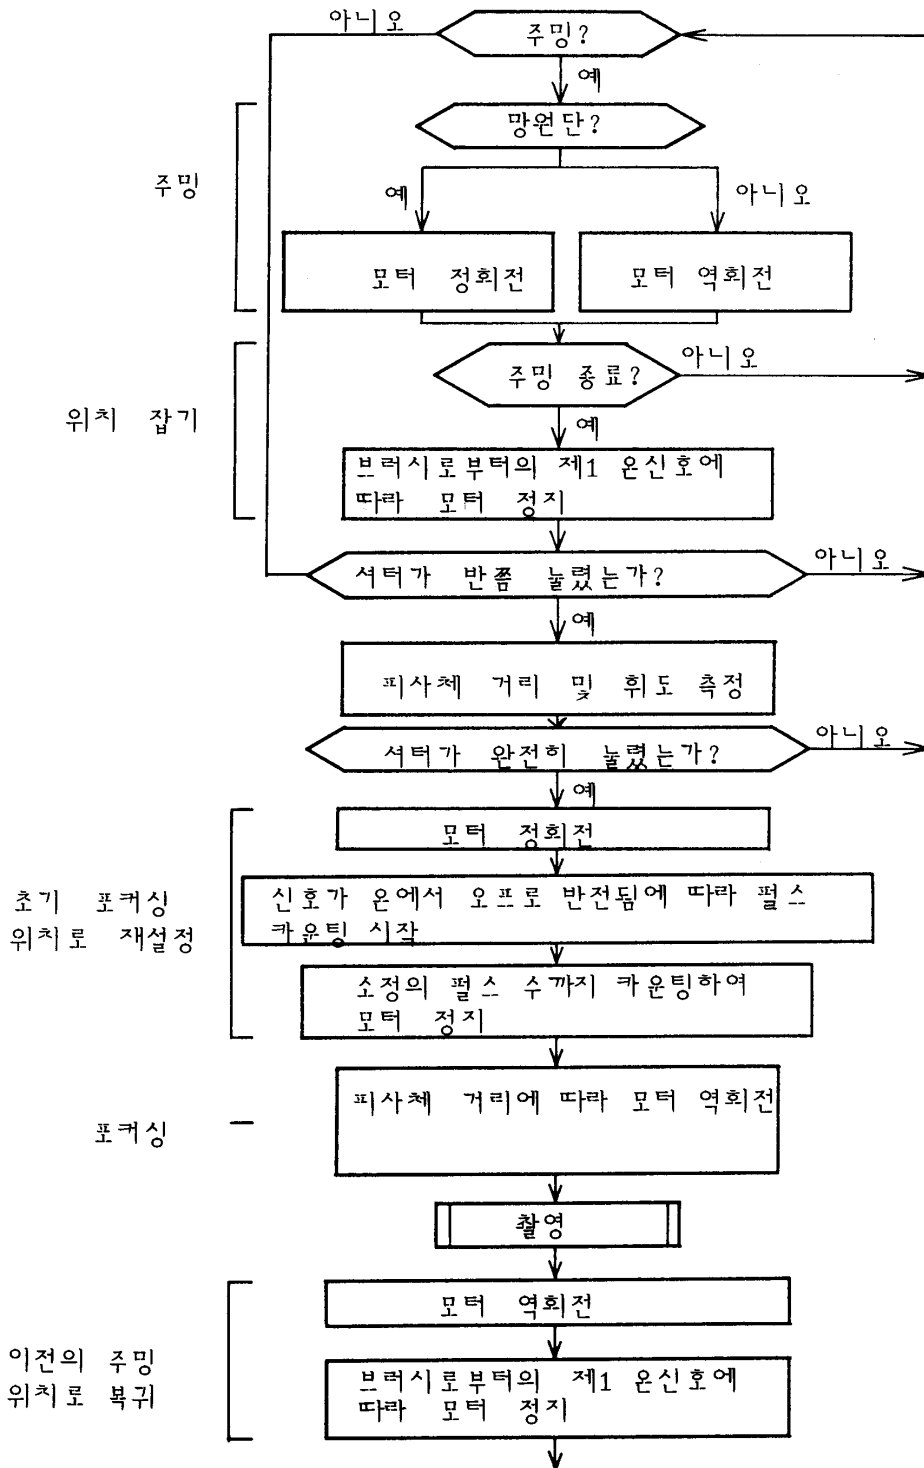 아니오
주밍?
예
망원단?
주밍
예
아니오
모터 정회전
모터 역회전
주밍 종료?
아니오
위치 잡기
예
브러시로부터의 제1 온신호에
따라 모터 정지
셔터가 반쯤 눌렸는가?
아니오
예
피사체 거리 및 휘도 측정
셔터가 완전히 눌렸는가?
아니오
예
모터 정회전
초기 포커싱
위치로 재설정
신호가 온에서 오프로 반전됨에 따라 펄스
카운팅 시작
소정의 펄스 수까지 카운팅하여
모터 정지
포커싱
피사체 거리에 따라 모터 역회전
촬영
모터 역회전
이전의 주밍
위치로 복귀
브러시로부터의 제1 온신호에
따라 모터 정지